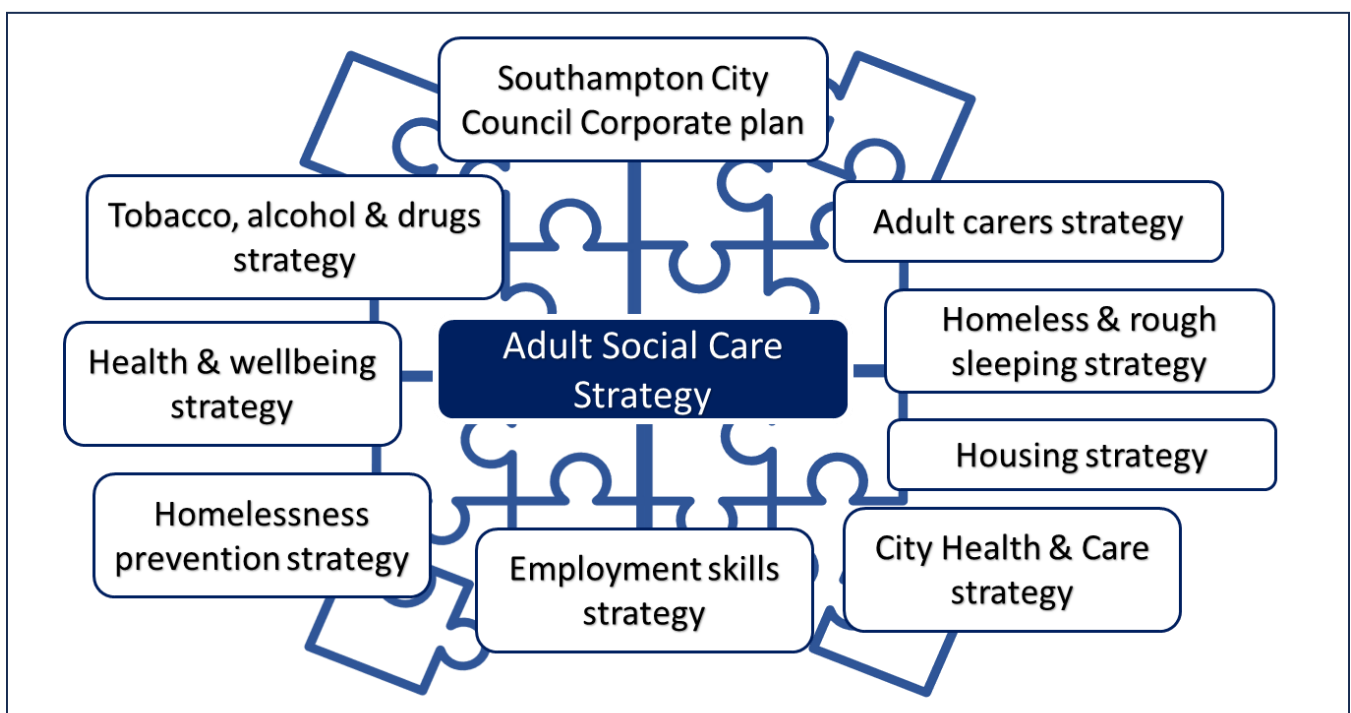 Southampton City
Council Corporate plan
Tobacco, alcohol & drugs
strategy
Adult carers strategy
Homeless & rough
sleeping strategy
Adult Social Care
Strategy
Health & wellbeing
strategy
Housing strategy
Homelessness
prevention strategy
Employment skills
strategy
City Health & Care
strategy